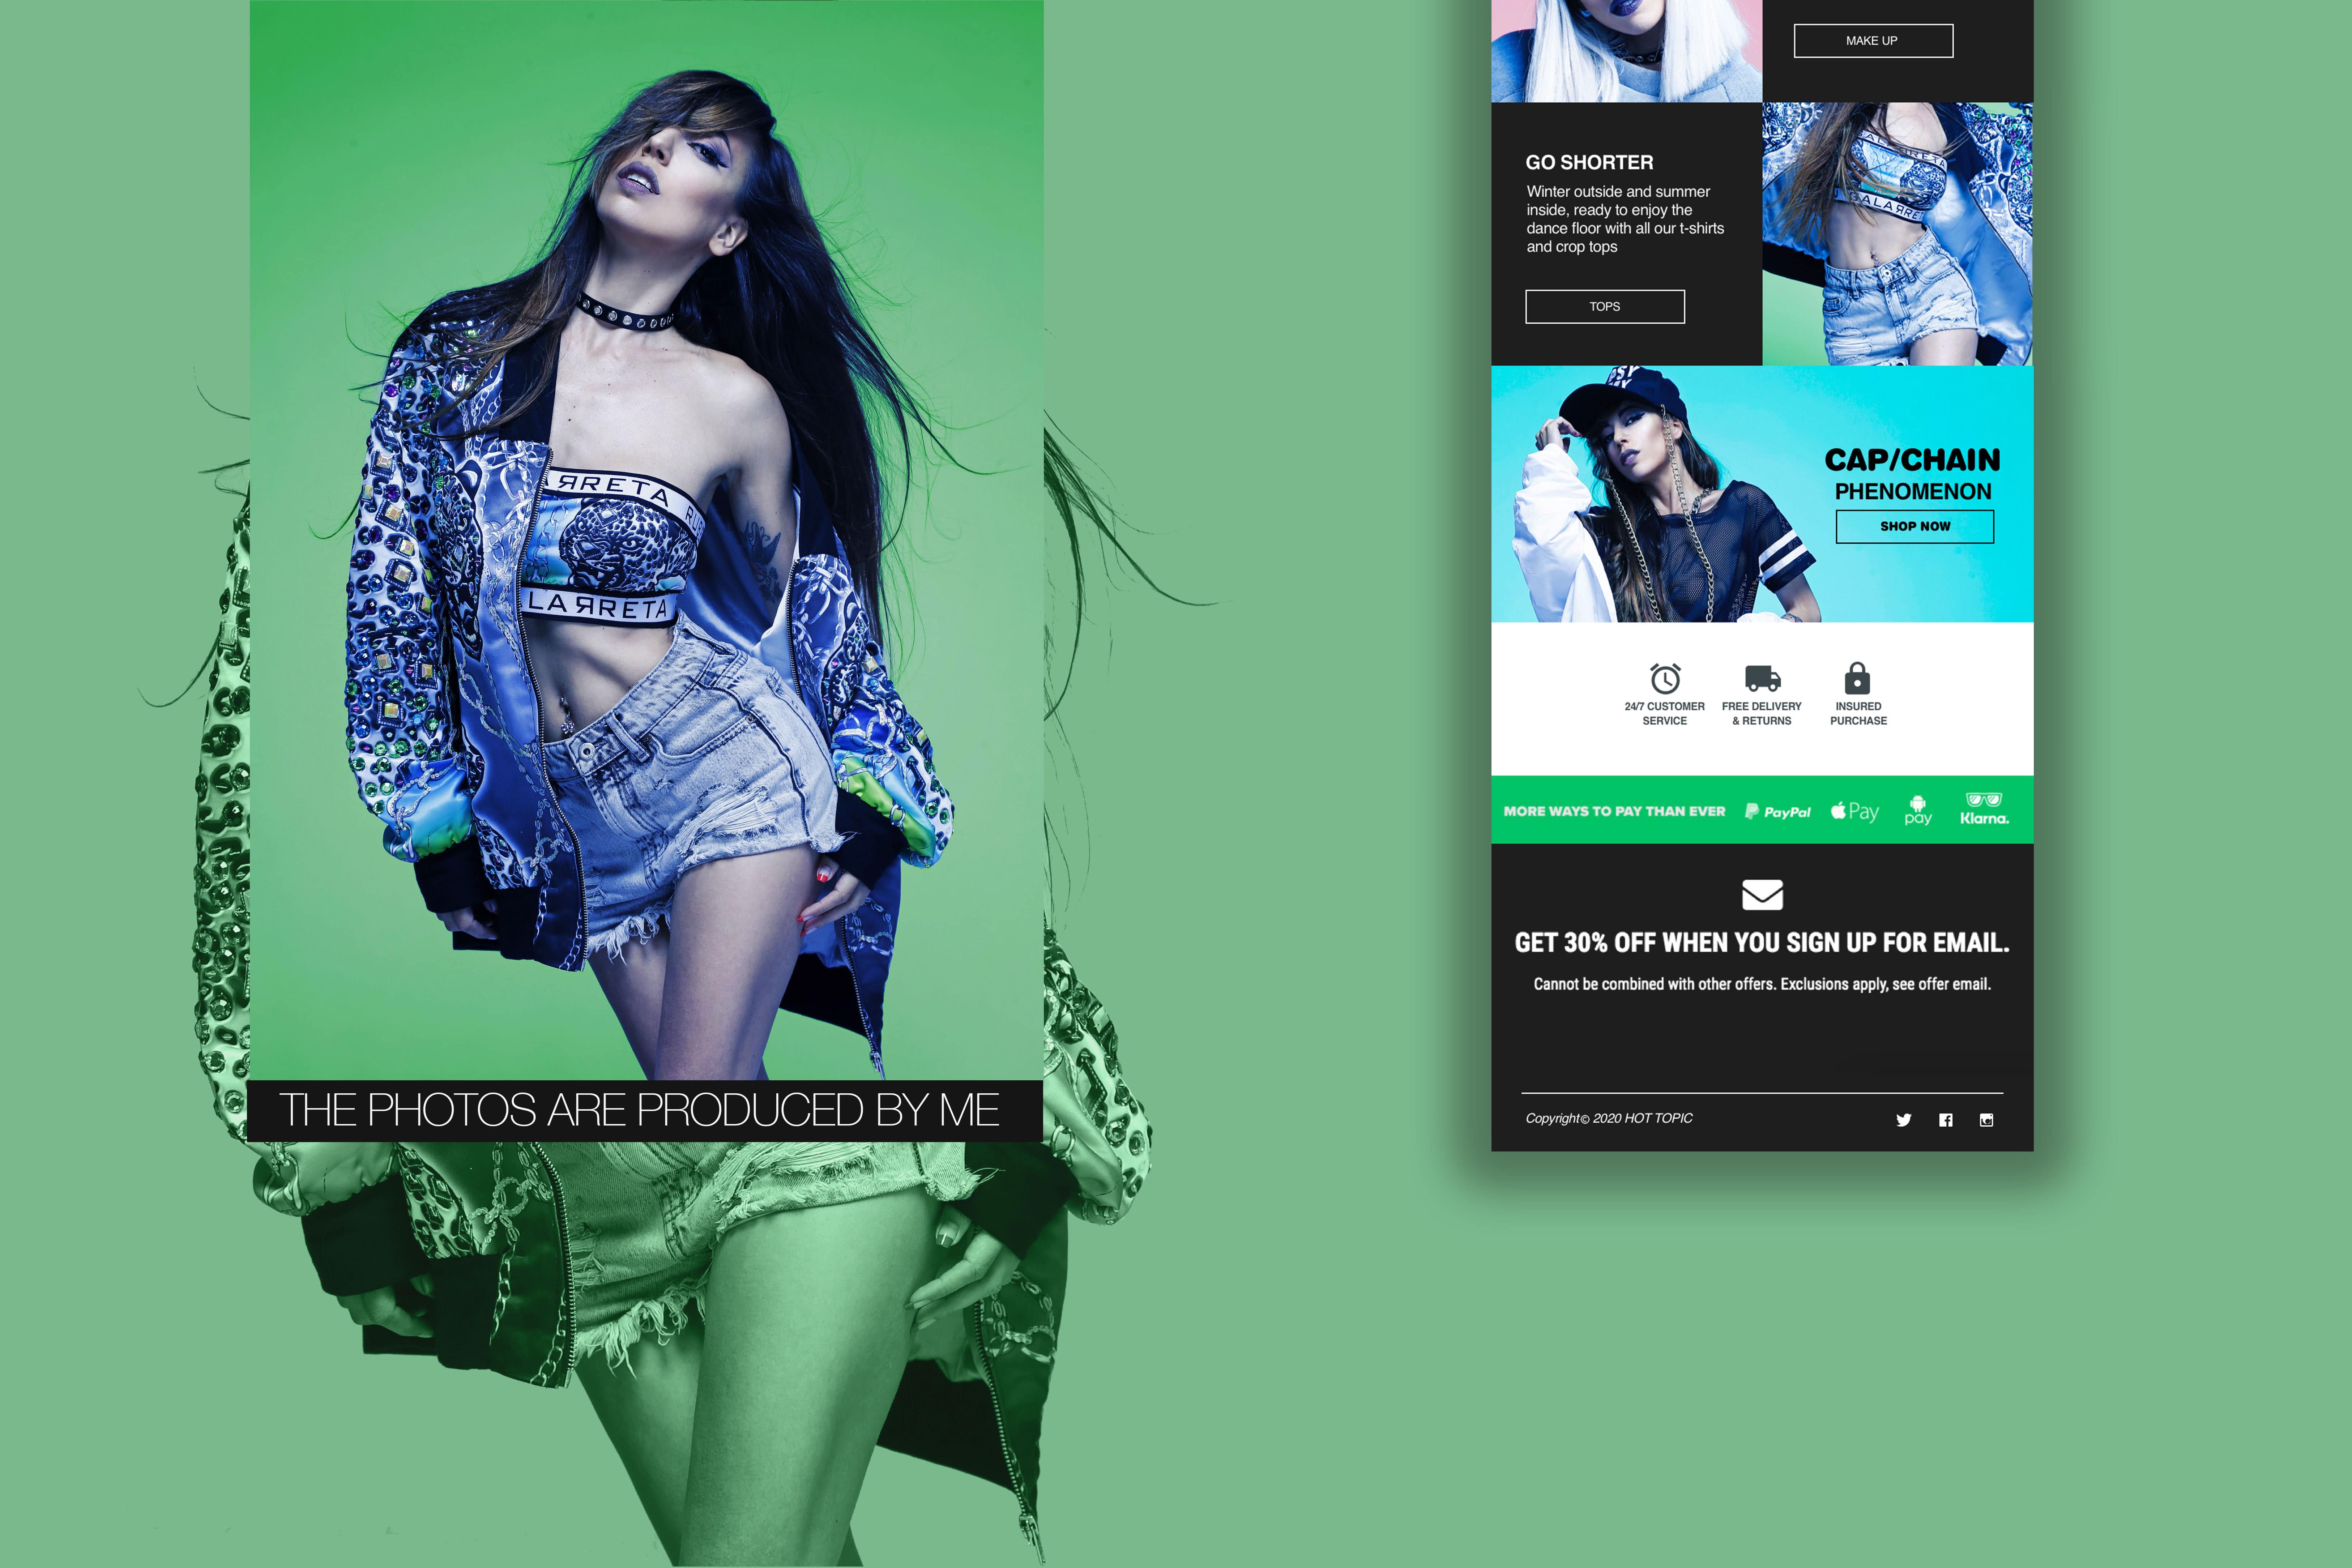 ЯRETA
RU
LAЯRETA
THE PHOTOS ARE PRODUCED BY ME
MAKE UP
GO SHORTER
Winter outside and summer
inside, ready to enjoy the
dance floor with all our t-shirts
and crop tops
TOPS
CAP/CHAIN
PHENOMENON
SHOP NOW
24/7 CUSTOMER
SERVICE
FREE DELIVERY
& RETURNS
INSURED
PURCHASE
MORE WAYS TO PAY THAN EVER PayPal Pay pay Klarna.
GET 30% OFF WHEN YOU SIGN UP FOR EMAIL.
Cannot be combined with other offers. Exclusions apply, see offer email.
Copyright© 2020 HOT TOPIC